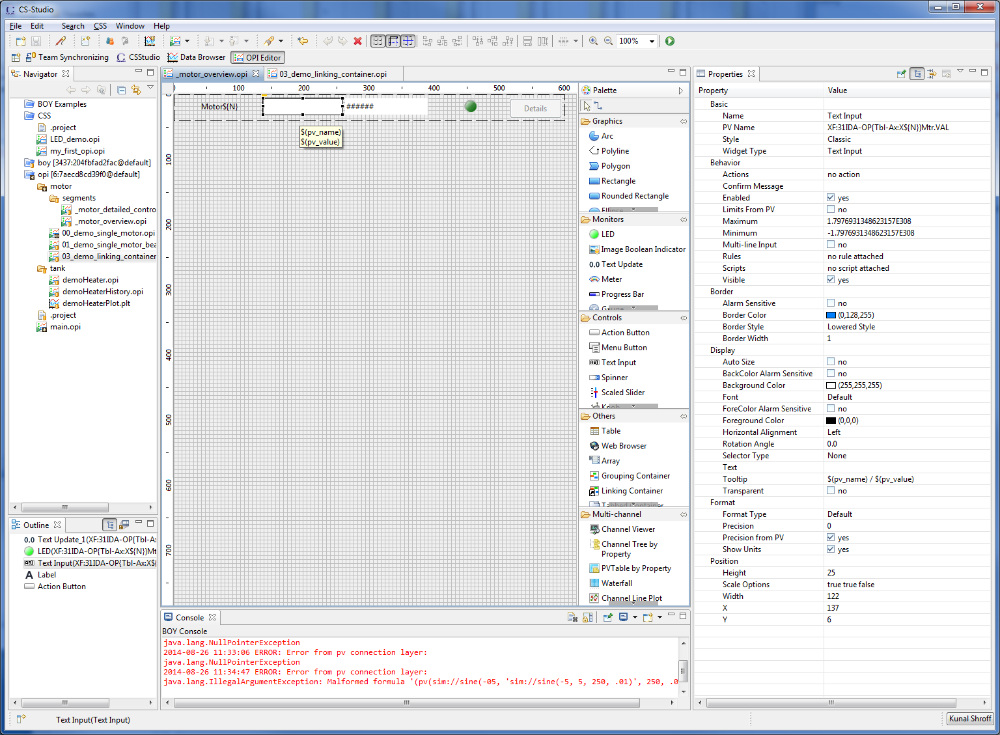 CS-Studio
File Edit Search CSS Window Help
100%
Team Synchronizing CSStudio Data Browser OPI Editor
Navigator
BOY Examples
CSS
.project
LED_demo.opi
my_first_opi.opi
boy [3437:204fbfad2fac@default]
opi [6:7aecd8cd39f0@default]
motor
segments
_motor_detailed_contro
_motor_overview.opi
00_demo_single_motor.opi
01_demo_single_motor_bea
03_demo_linking_container
tank
demoHeater.opi
demoHeaterHistory.opi
demoHeaterPlot.plt
.project
main.opi
Outline
0.0 Text Update_1(XF:31IDA-OP{Tbl-Ax:
LED(XF:31IDA-OP{Tbl-Ax:X${N}}Mt
Text Input(XF:31IDA-OP{Tbl-Ax:X${
A Label
Action Button
_motor_overview.opi 03_demo_linking_container.opi
0 100 200 300 400 500 600
0
100
200
300
400
500
600
700
Motor${N} ###### Details
$(pv_name)
$(pv_value)
Palette
Graphics
Arc
Polyline
Polygon
Rectangle
Rounded Rectangle
Ellipse
Monitors
LED
Image Boolean Indicator
0.0 Text Update
Meter
Progress Bar
Gauge
Controls
Action Button
Menu Button
Text Input
Spinner
Scaled Slider
Knob
Others
Table
Web Browser
Array
Grouping Container
Linking Container
Tabbed Container
Multi-channel
Channel Viewer
Channel Tree by
Property
PVTable by Property
Waterfall
Channel Line Plot
Console
BOY Console
java.lang.NullPointerException
2014-08-26 11:33:06 ERROR: Error from pv connection layer:
java.lang.NullPointerException
2014-08-26 11:34:47 ERROR: Error from pv connection layer:
java.lang.IllegalArgumentException: Malformed formula '(pv(sim://sine(-05, 'sim://sine(-5, 5, 250, .01)', 250, .0
Properties
Property Value
Basic
Name Text Input
PV Name XF:31IDA-OP{Tbl-Ax:X${N}}Mtr.VAL
Style Classic
Widget Type Text Input
Behavior
Actions no action
Confirm Message
Enabled yes
Limits From PV no
Maximum 1.7976931348623157E308
Minimum -1.7976931348623157E308
Multi-line Input no
Rules no rule attached
Scripts no script attached
Visible yes
Border
Alarm Sensitive no
Border Color (0,128,255)
Border Style Lowered Style
Border Width 1
Display
Auto Size no
BackColor Alarm Sensitive no
Background Color (255,255,255)
Font Default
ForeColor Alarm Sensitive no
Foreground Color (0,0,0)
Horizontal Alignment Left
Rotation Angle 0.0
Selector Type None
Text
Tooltip $(pv_name) / $(pv_value)
Transparent no
Format
Format Type Default
Precision 0
Precision from PV yes
Show Units yes
Position
Height 25
Scale Options true true false
Width 122
X 137
Y 6
Text Input(Text Input)
Kunal Shroff